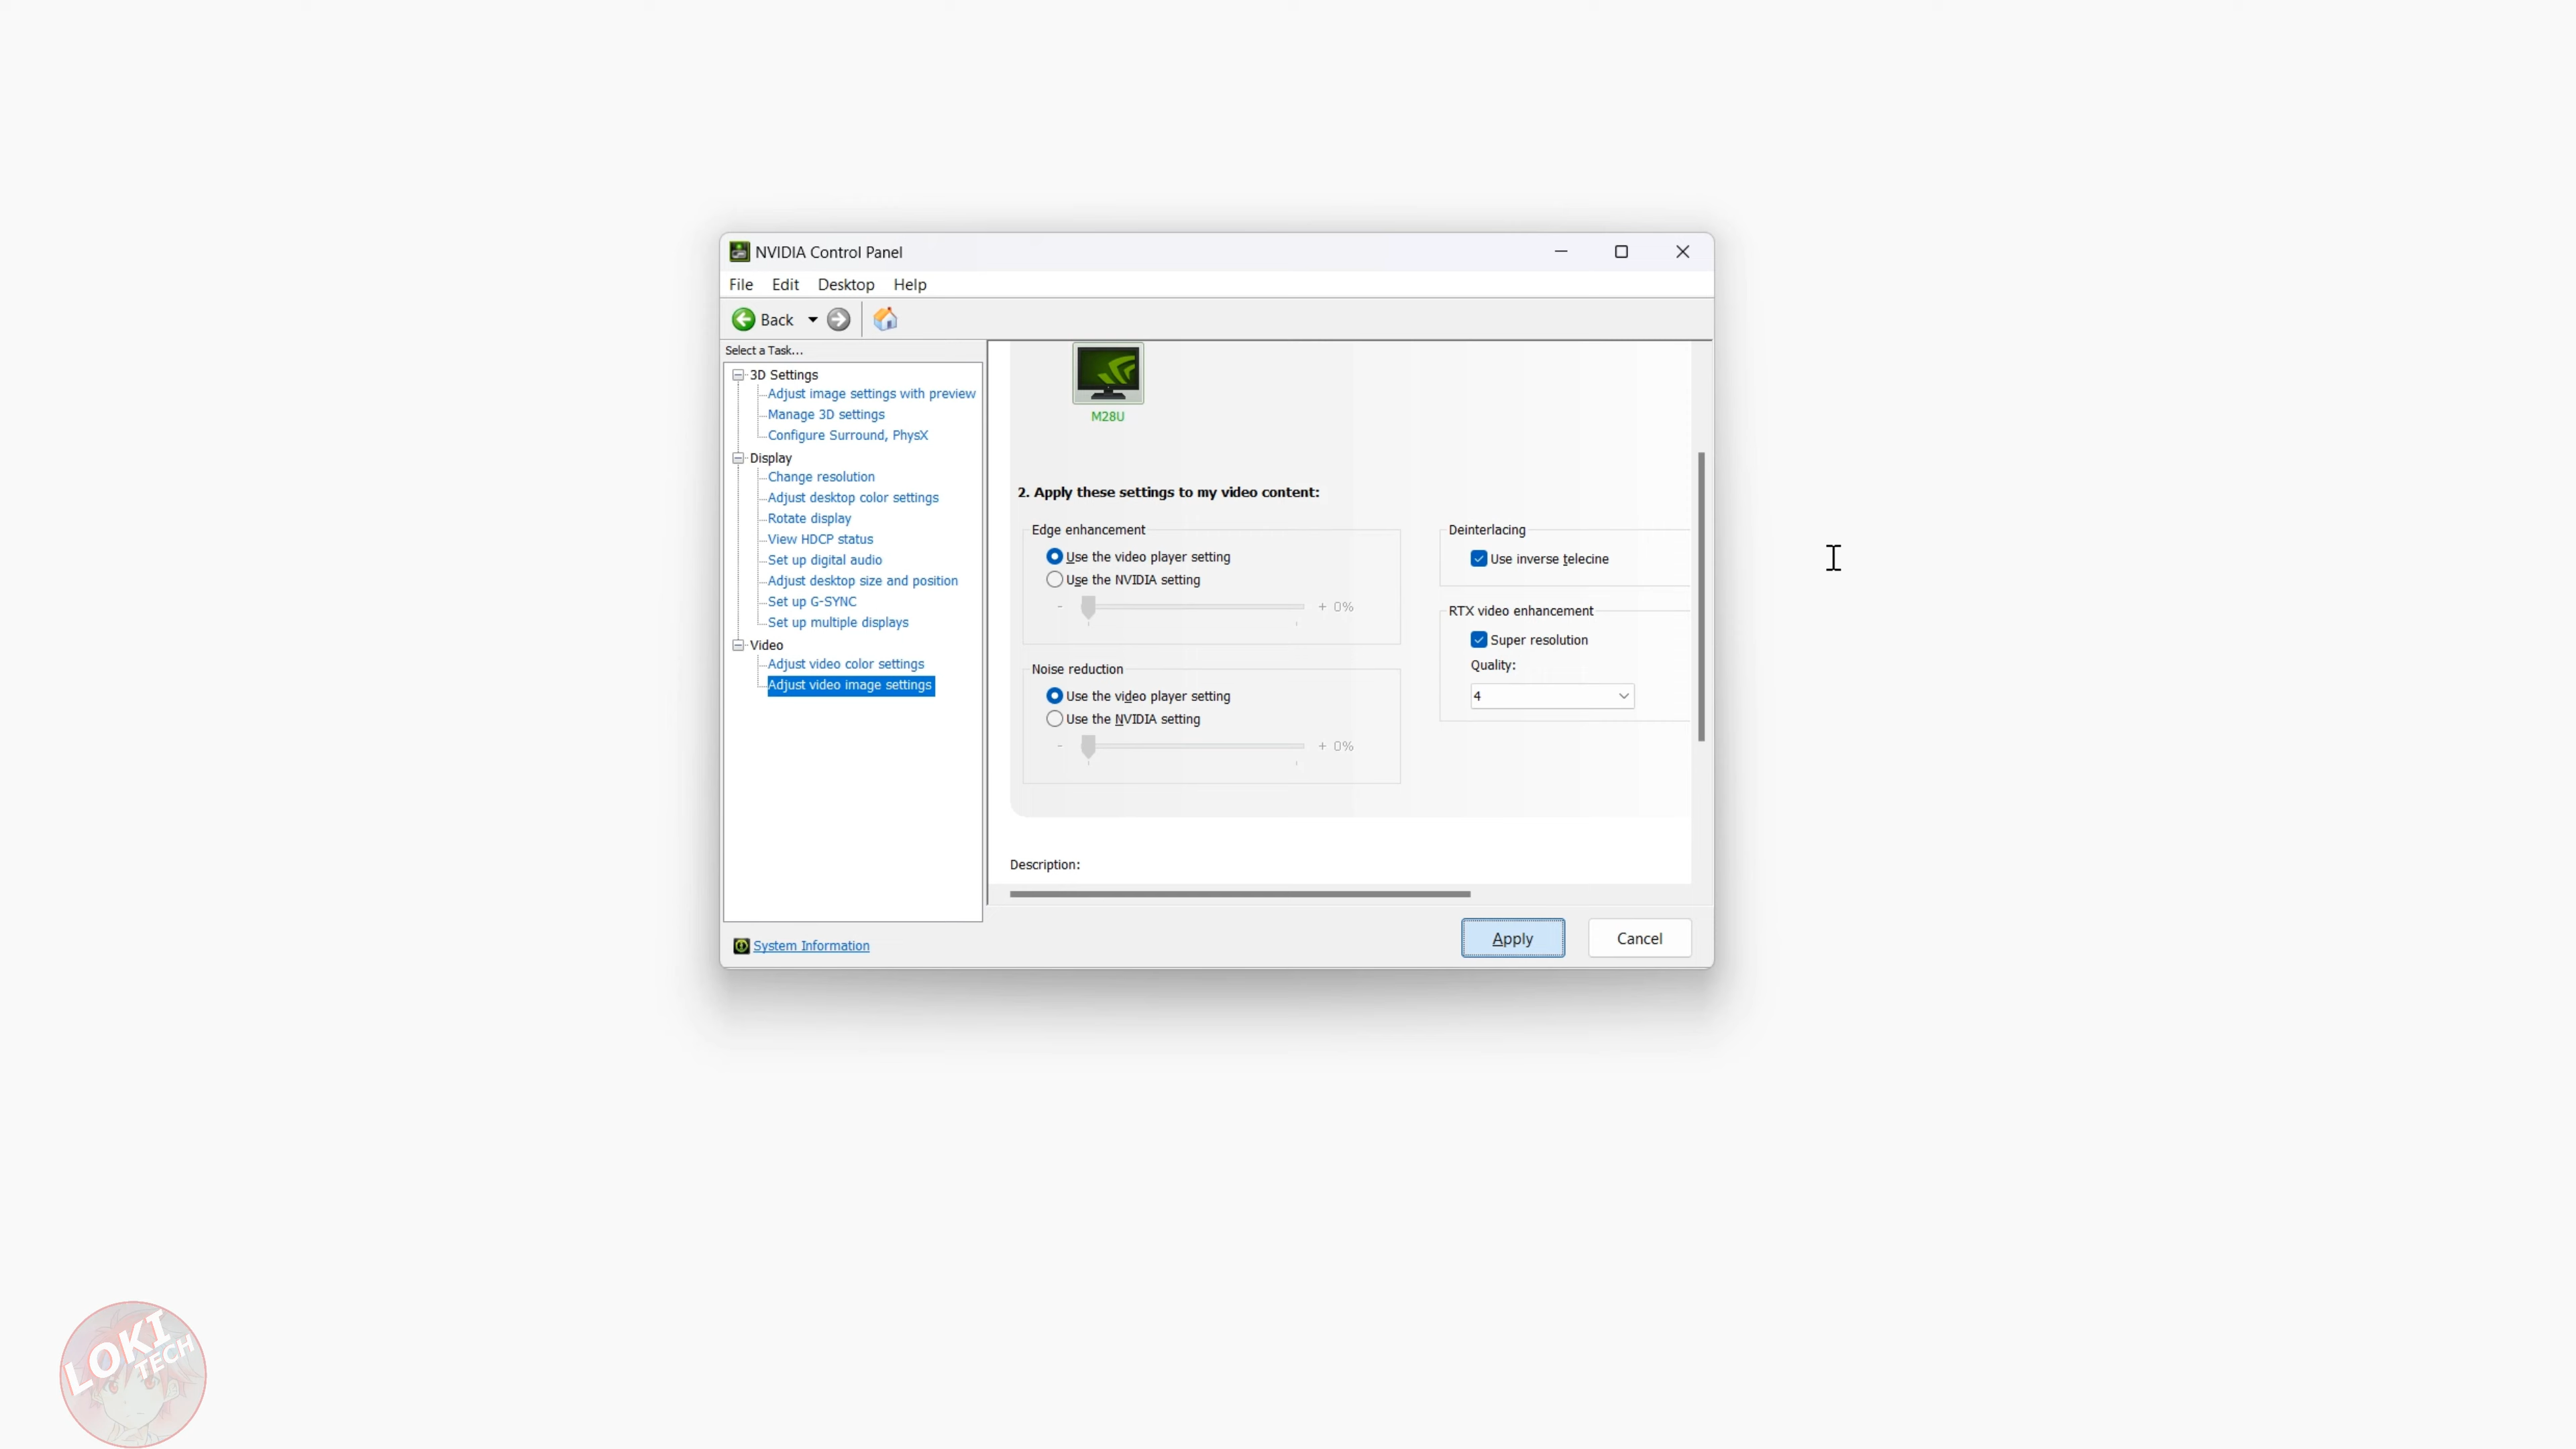 NVIDIA Control Panel
File Edit Desktop Help
Back
Select a Task...
3D Settings
Adjust image settings with preview
Manage 3D settings
Configure Surround, PhysX
Display
Change resolution
Adjust desktop color settings
Rotate display
View HDCP status
Set up digital audio
Adjust desktop size and position
Set up G-SYNC
Set up multiple displays
Video
Adjust video color settings
Adjust video image settings
System Information
M28U
2. Apply these settings to my video content:
Edge enhancement
Use the video player setting
Use the NVIDIA setting
- + 0%
Noise reduction
Use the video player setting
Use the NVIDIA setting
- + 0%
Deinterlacing
Use inverse telecine
RTX video enhancement
Super resolution
Quality:
4
Description:
Apply Cancel
LOKI
TECH